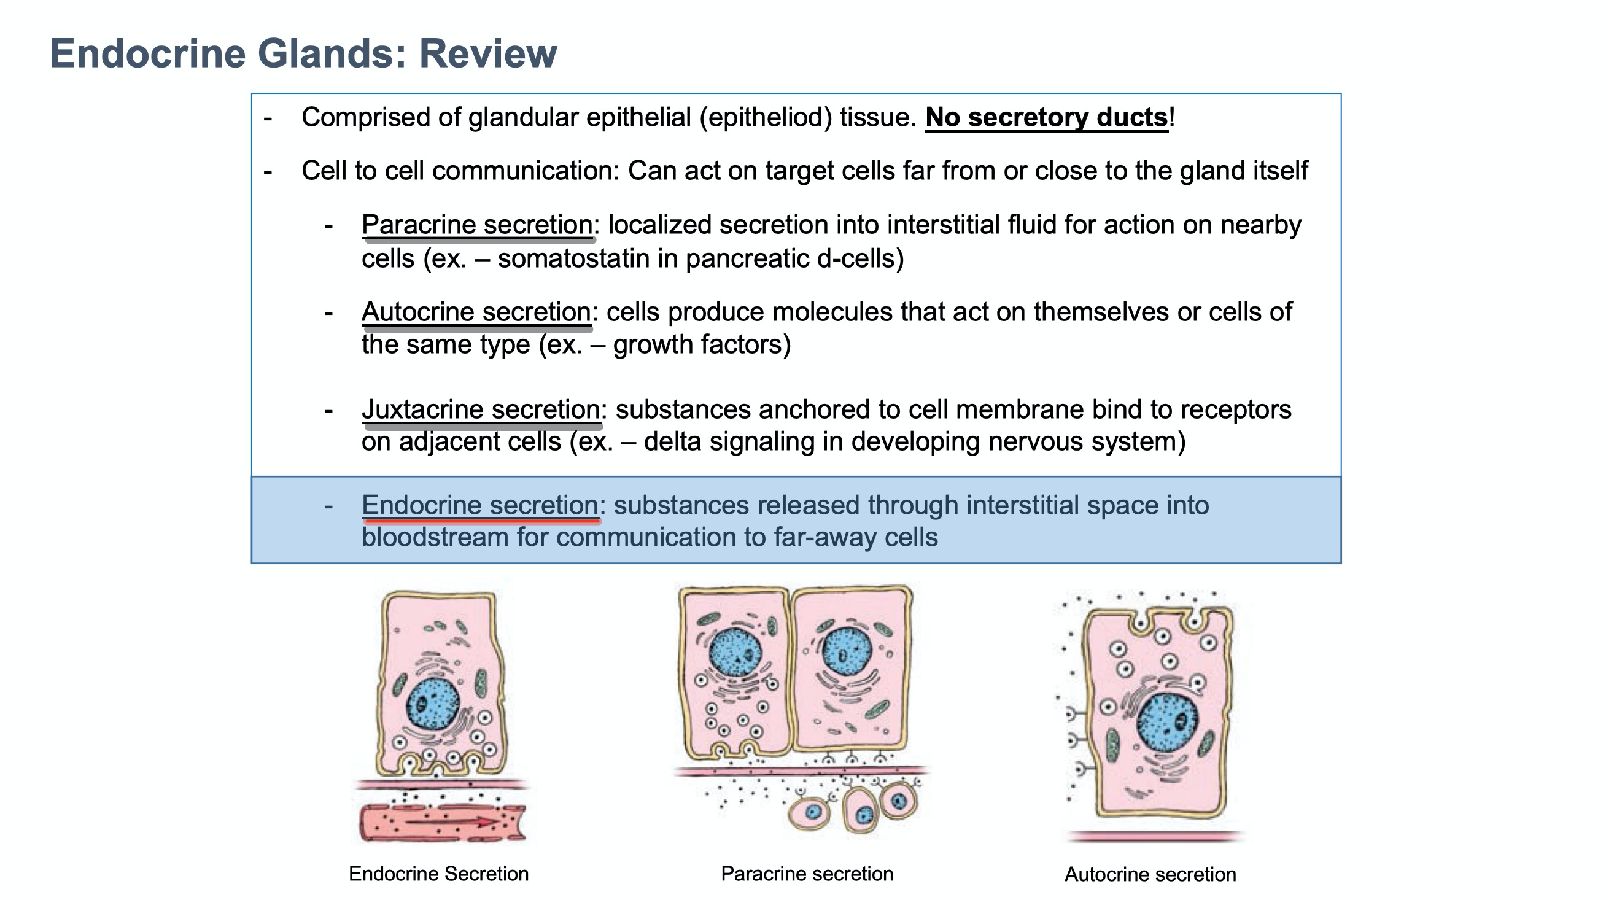 Endocrine Glands: Review
- Comprised of glandular epithelial (epitheliod) tissue. No secretory ducts!
- Cell to cell communication: Can act on target cells far from or close to the gland itself
- Paracrine secretion: localized secretion into interstitial fluid for action on nearby
cells (ex. – somatostatin in pancreatic d-cells)
- Autocrine secretion: cells produce molecules that act on themselves or cells of
the same type (ex. – growth factors)
- Juxtacrine secretion: substances anchored to cell membrane bind to receptors
on adjacent cells (ex. – delta signaling in developing nervous system)
- Endocrine secretion: substances released through interstitial space into
bloodstream for communication to far-away cells
Endocrine Secretion
Paracrine secretion
Autocrine secretion